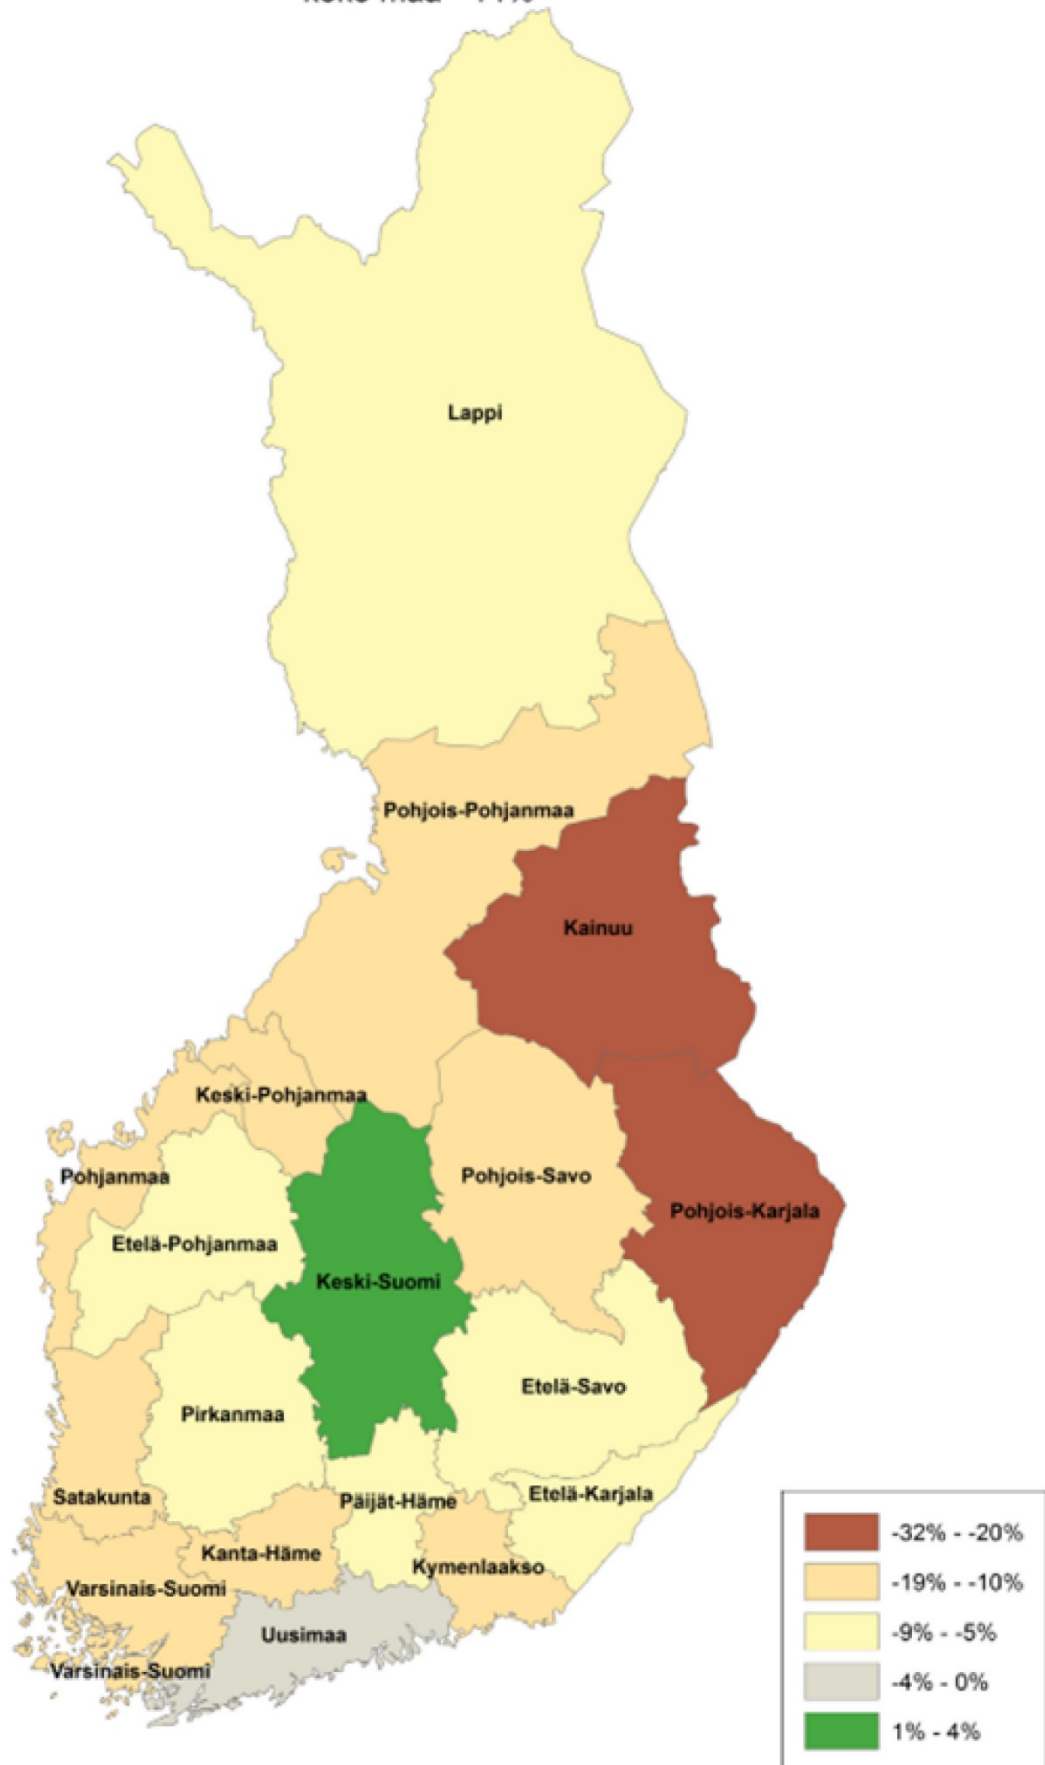 Lappi
Pohjois-Pohjanmaa
Kainuu
Keski-Pohjanmaa
Pohjanmaa
Pohjois-Savo
Pohjois-Karjala
Etelä-Pohjanmaa
Keski-Suomi
Etelä-Savo
Pirkanmaa
Satakunta
Päijät-Häme
Etelä-Karjala
Kanta-Häme
Kymenlaakso
Varsinais-Suomi
Uusimaa
Varsinais-Suomi
-32% - -20%
-19% - -10%
-9% - -5%
-4% - 0%
1% - 4%